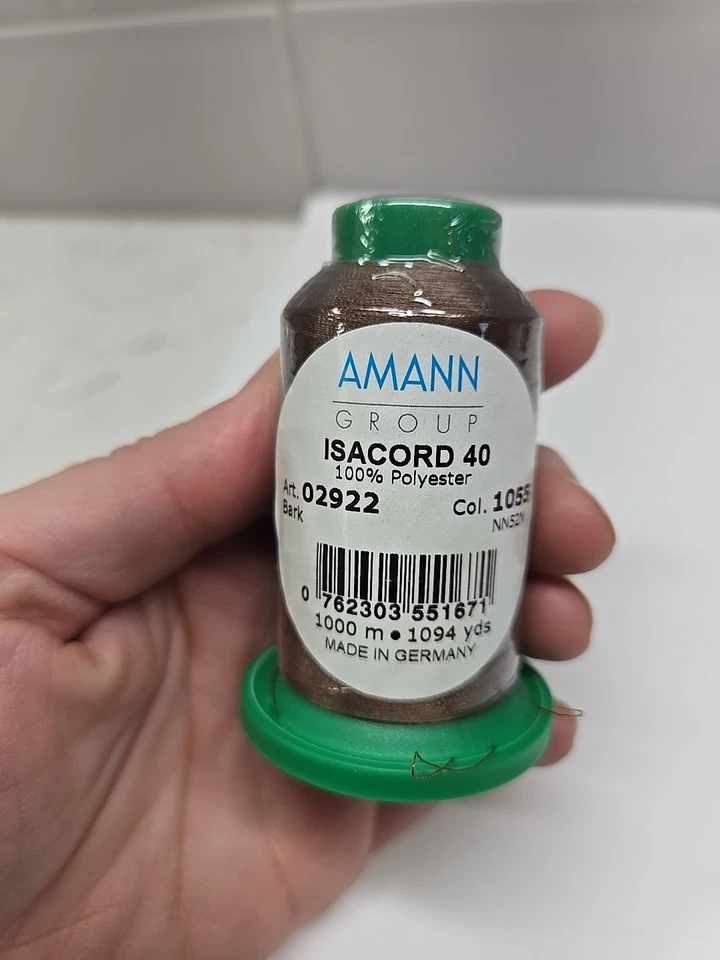 AMANN
GROUP
ISACORD 40
100% Polyester
Art. 02922 Col. 1055
Bark NN52N
0 762303 551671
1000 m • 1094 yds
MADE IN GERMANY